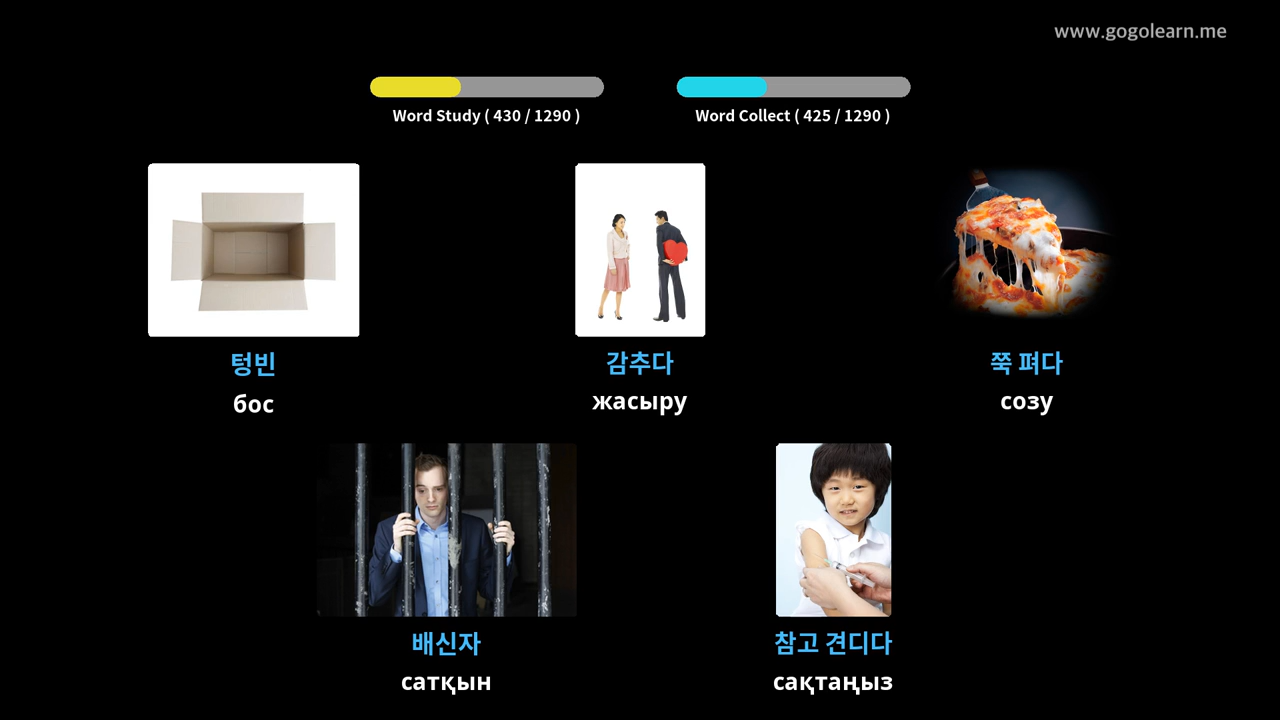 www.gogolearn.me
Word Study ( 430 / 1290 )
Word Collect ( 425 / 1290 )
텅빈
감추다
쭉 펴다
бос
жасыру
созу
배신자
참고 견디다
сатқын
сақтаңыз